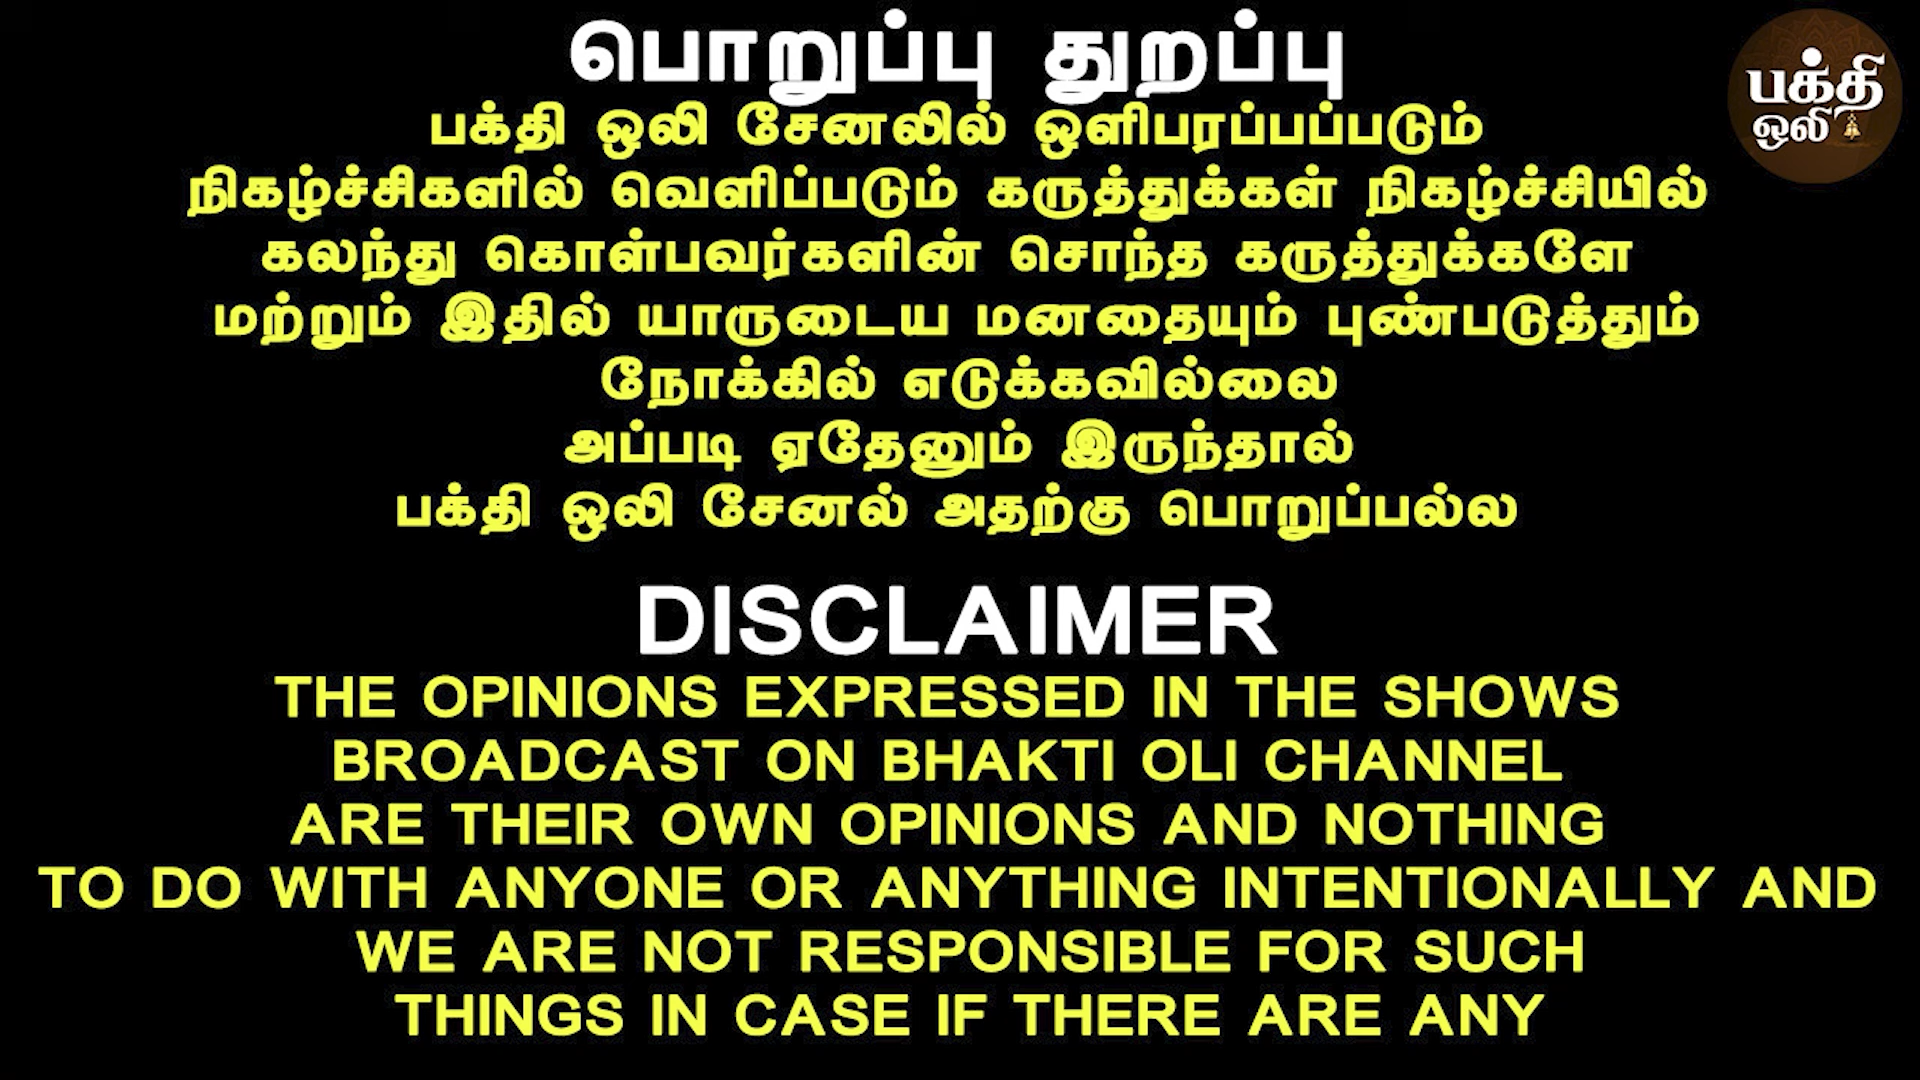 பொறுப்பு துறப்பு
பக்தி ஒலி
பக்தி ஒலி சேனலில் ஒளிபரப்பப்படும்
நிகழ்ச்சிகளில் வெளிப்படும் கருத்துக்கள் நிகழ்ச்சியில்
கலந்து கொள்பவர்களின் சொந்த கருத்துக்களே
மற்றும் இதில் யாருடைய மனதையும் புண்படுத்தும்
நோக்கில் எடுக்கவில்லை
அப்படி ஏதேனும் இருந்தால்
பக்தி ஒலி சேனல் அதற்கு பொறுப்பல்ல
DISCLAIMER
THE OPINIONS EXPRESSED IN THE SHOWS
BROADCAST ON BHAKTI OLI CHANNEL
ARE THEIR OWN OPINIONS AND NOTHING
TO DO WITH ANYONE OR ANYTHING INTENTIONALLY AND
WE ARE NOT RESPONSIBLE FOR SUCH
THINGS IN CASE IF THERE ARE ANY